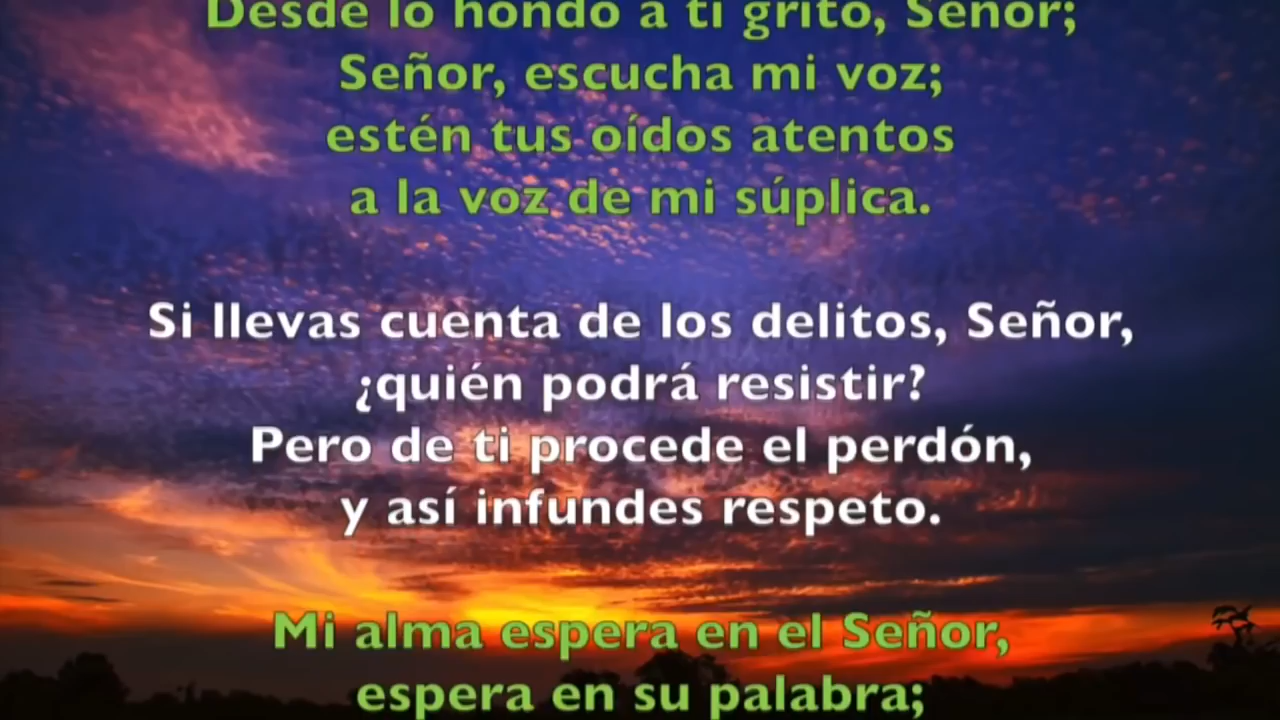 Desde lo hondo a ti grito, Señor;
Señor, escucha mi voz;
estén tus oídos atentos
a la voz de mi súplica.
Si llevas cuenta de los delitos, Señor,
¿quién podrá resistir?
Pero de ti procede el perdón,
y así infundes respeto.
Mi alma espera en el Señor,
espera en su palabra;